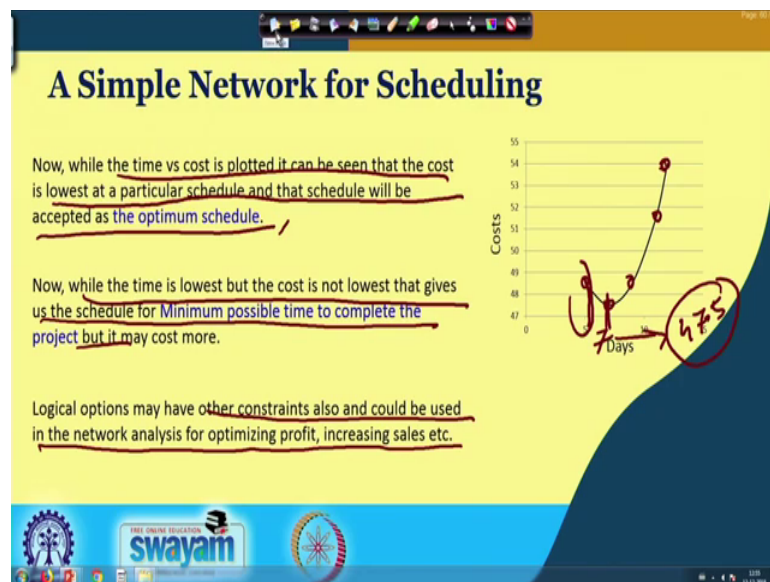 Page: 60
A Simple Network for Scheduling
Now, while the time vs cost is plotted it can be seen that the cost
is lowest at a particular schedule and that schedule will be
accepted as the optimum schedule.
Now, while the time is lowest but the cost is not lowest that gives
us the schedule for Minimum possible time to complete the
project but it may cost more.
Logical options may have other constraints also and could be used
in the network analysis for optimizing profit, increasing sales etc.
55
54
53
52
51
50
49
48
47
Costs
0
10
Days
7
47.5
FREE ONLINE EDUCATION
swayam